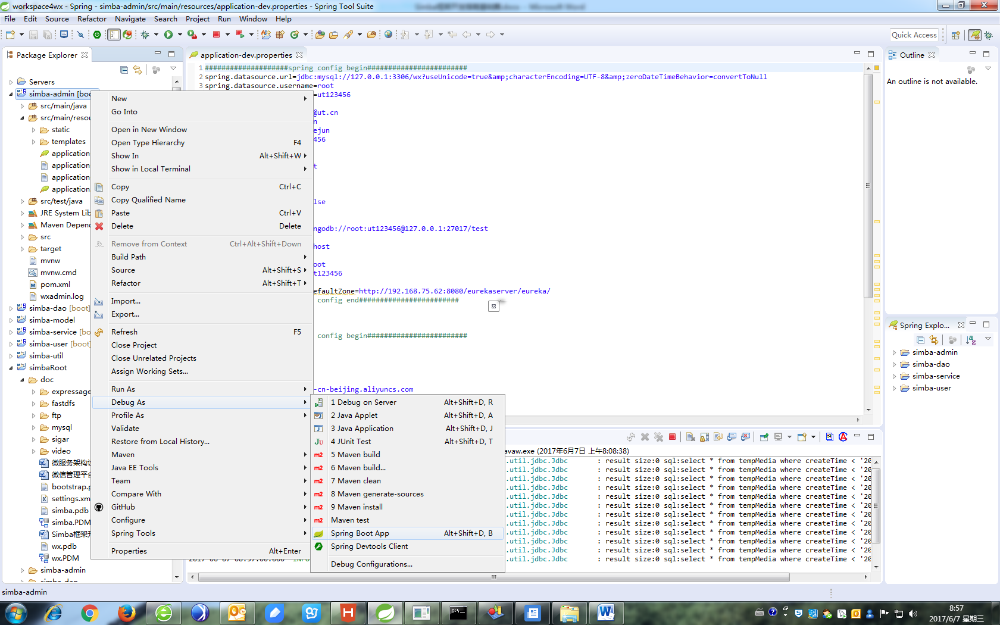 workspace4wx - Spring - simba-admin/src/main/resources/application-dev.properties - Spring Tool Suite
File Edit Source Refactor Navigate Search Project Run Window Help
Quick Access
Package Explorer
Servers
simba-admin [boo
src/main/java
src/main/resou
static
templates
application
application
application
application
src/test/java
JRE System Lib
Maven Depend
src
target
mvnw
mvnw.cmd
pom.xml
wxadmin.log
simba-dao [boot]
simba-model
simba-service [bo
simba-user [boot]
simba-util
simbaRoot
doc
expressage
fastdfs
ftp
mysql
sigar
video
微服务架构
微信管理平台
bootstrap.p
settings.xm
simba.pdb
simba.PDM
Simba框架
wx.pdb
wx.PDM
simba-admin
simba-dao
New
Go Into
Open in New Window
Open Type Hierarchy F4
Show In Alt+Shift+W
Show in Local Terminal
Copy Ctrl+C
Copy Qualified Name
Paste Ctrl+V
Delete Delete
Remove from Context Ctrl+Alt+Shift+Down
Build Path
Source Alt+Shift+S
Refactor Alt+Shift+T
Import...
Export...
Refresh F5
Close Project
Close Unrelated Projects
Assign Working Sets...
Run As
Debug As
Profile As
Validate
Restore from Local History...
Maven
Java EE Tools
Team
Compare With
GitHub
Configure
Spring Tools
Properties Alt+Enter
1 Debug on Server Alt+Shift+D, R
2 Java Applet Alt+Shift+D, A
3 Java Application Alt+Shift+D, J
4 JUnit Test Alt+Shift+D, T
5 Maven build
6 Maven build...
7 Maven clean
8 Maven generate-sources
9 Maven install
Maven test
Spring Boot App Alt+Shift+D, B
Spring Devtools Client
Debug Configurations...
application-dev.properties
1 ####################spring config begin########################
2 spring.datasource.url=jdbc:mysql://127.0.0.1:3306/wx?useUnicode=true&amp;characterEncoding=UTF-8&amp;zeroDateTimeBehavior=convertToNull
3 spring.datasource.username=root
=ut123456
@ut.cn
n
ejun
456
t
lse
ngodb://root:ut123456@127.0.0.1:27017/test
host
oot
t123456
efaultZone=http://192.168.75.62:8080/eurekaserver/eureka/
config end########################
config begin########################
-cn-beijing.aliyuncs.com
avaw.exe (2017年6月7日 上午8:08:38)
.util.jdbc.Jdbc : result size:0 sql:select * from tempMedia where createTime < '20
.util.jdbc.Jdbc : result size:0 sql:select * from tempMedia where createTime < '20
.util.jdbc.Jdbc : result size:0 sql:select * from tempMedia where createTime < '20
.util.jdbc.Jdbc : result size:0 sql:select * from tempMedia where createTime < '20
.util.jdbc.Jdbc : result size:0 sql:select * from tempMedia where createTime < '20
.util.jdbc.Jdbc : result size:0 sql:select * from tempMedia where createTime < '20
.util.jdbc.Jdbc : result size:0 sql:select * from tempMedia where createTime < '20
.util.jdbc.Jdbc : result size:0 sql:select * from tempMedia where createTime < '20
.util.jdbc.Jdbc : result size:0 sql:select * from tempMedia where createTime < '20
.util.jdbc.Jdbc : result size:0 sql:select * from tempMedia where createTime < '20
.util.jdbc.Jdbc : result size:0 sql:select * from tempMedia where createTime < '20
.util.jdbc.Jdbc : result size:0 sql:select * from tempMedia where createTime < '20
Outline
An outline is not available.
Spring Explo...
simba-admin
simba-dao
simba-service
simba-user
simba-admin
8:57
2017/6/7 星期三